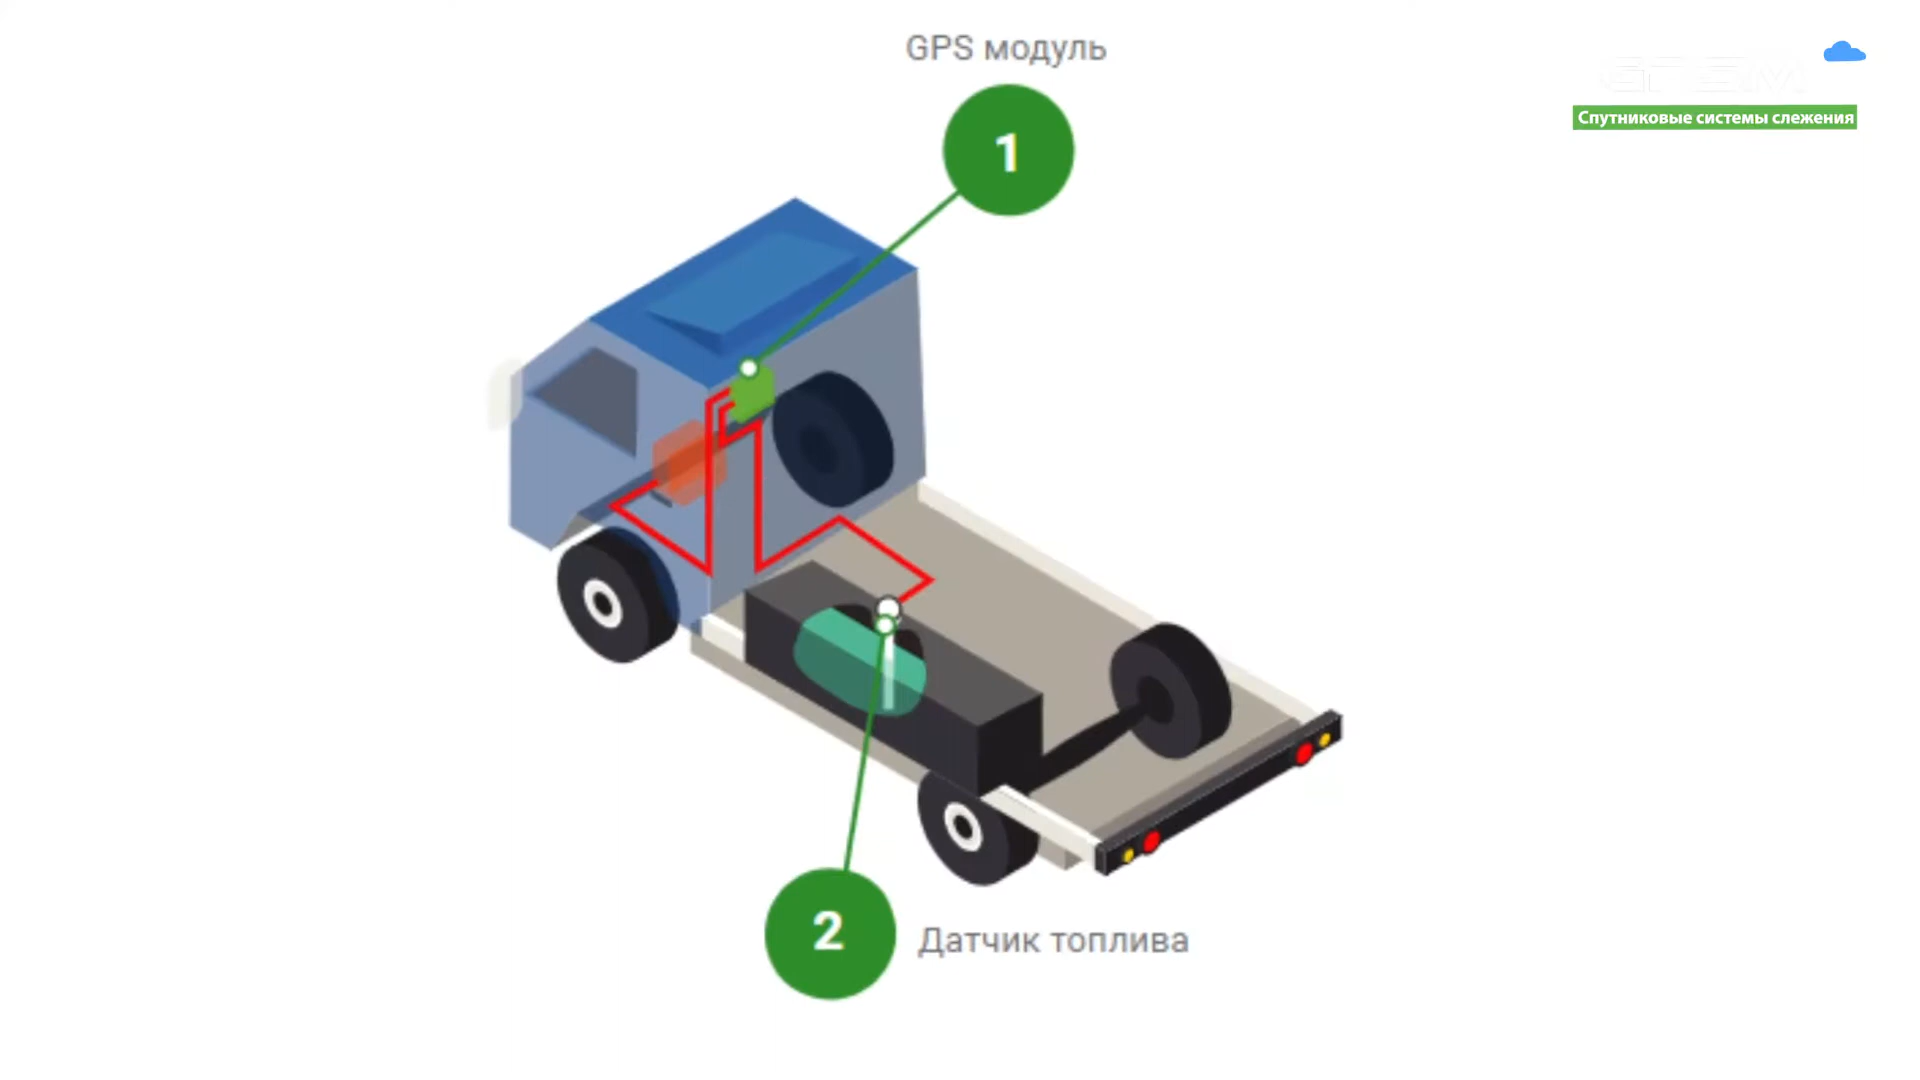 GPS модуль
1
Спутниковые системы слежения
2
Датчик топлива